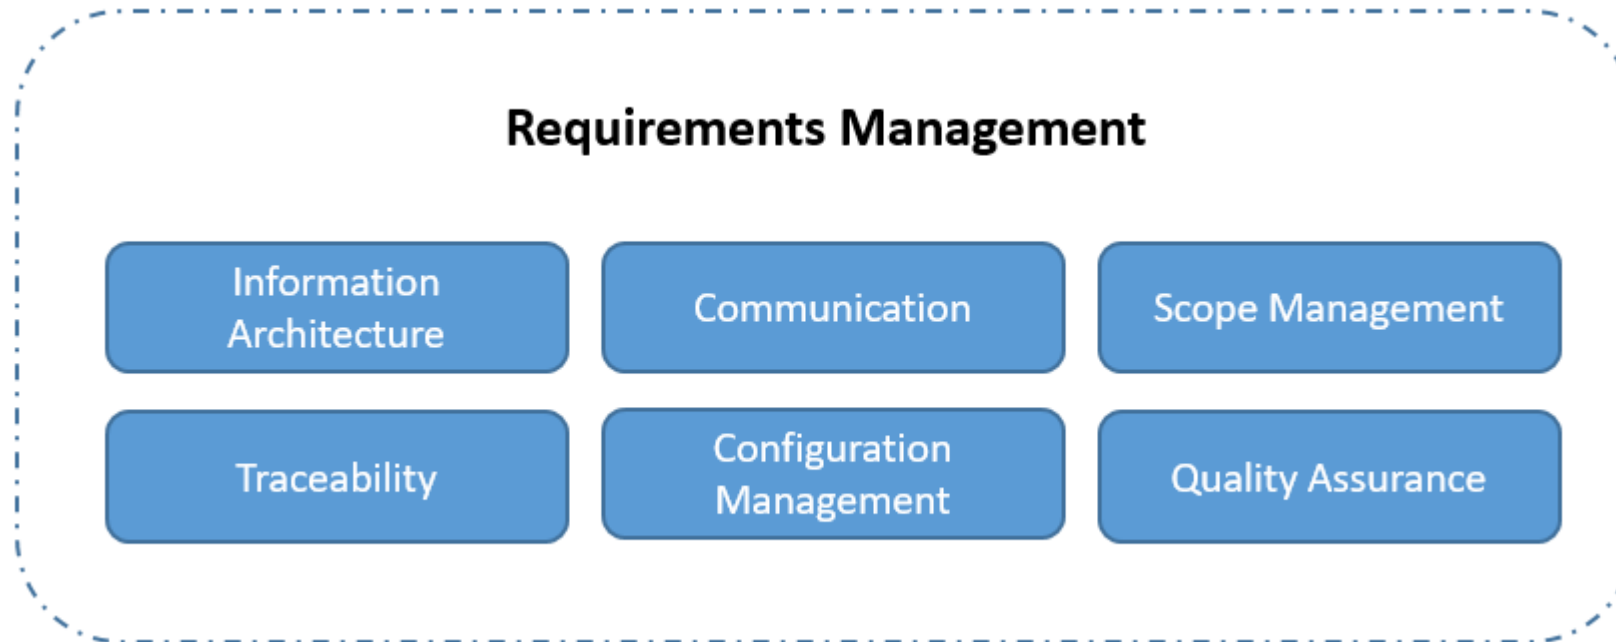 Requirements Management
Information
Architecture
Communication
Scope Management
Traceability
Configuration
Management
Quality Assurance